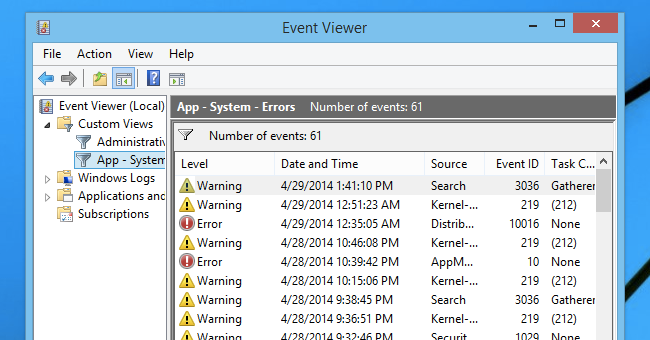 Event Viewer
File Action View Help
Event Viewer (Local)
Custom Views
Administrativ
App - System
Windows Logs
Applications and
Subscriptions
App - System - Errors Number of events: 61
Number of events: 61
Level Date and Time Source Event ID Task C...
Warning 4/29/2014 1:41:10 PM Search 3036 Gatherer
Warning 4/29/2014 12:51:23 AM Kernel-... 219 (212)
Error 4/29/2014 12:35:05 AM Distrib... 10016 None
Warning 4/28/2014 10:46:08 PM Kernel-... 219 (212)
Error 4/28/2014 10:39:42 PM AppM... 10 None
Warning 4/28/2014 10:15:06 PM Kernel-... 219 (212)
Warning 4/28/2014 9:38:45 PM Search 3036 Gatherer
Warning 4/28/2014 9:36:51 PM Kernel-... 219 (212)
Warning 4/28/2014 9:32:46 PM Securit... 1029 None